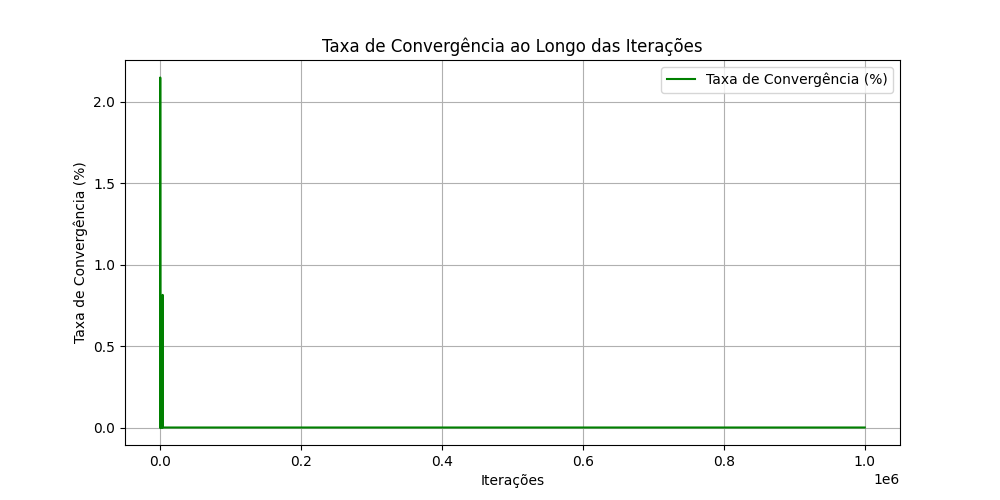 Taxa de Convergência ao Longo das Iterações
Taxa de Convergência (%)
Taxa de Convergência (%)
2.0
1.5
1.0
0.5
0.0
0.0 0.2 0.4 0.6 0.8 1.0
1e6
Iterações